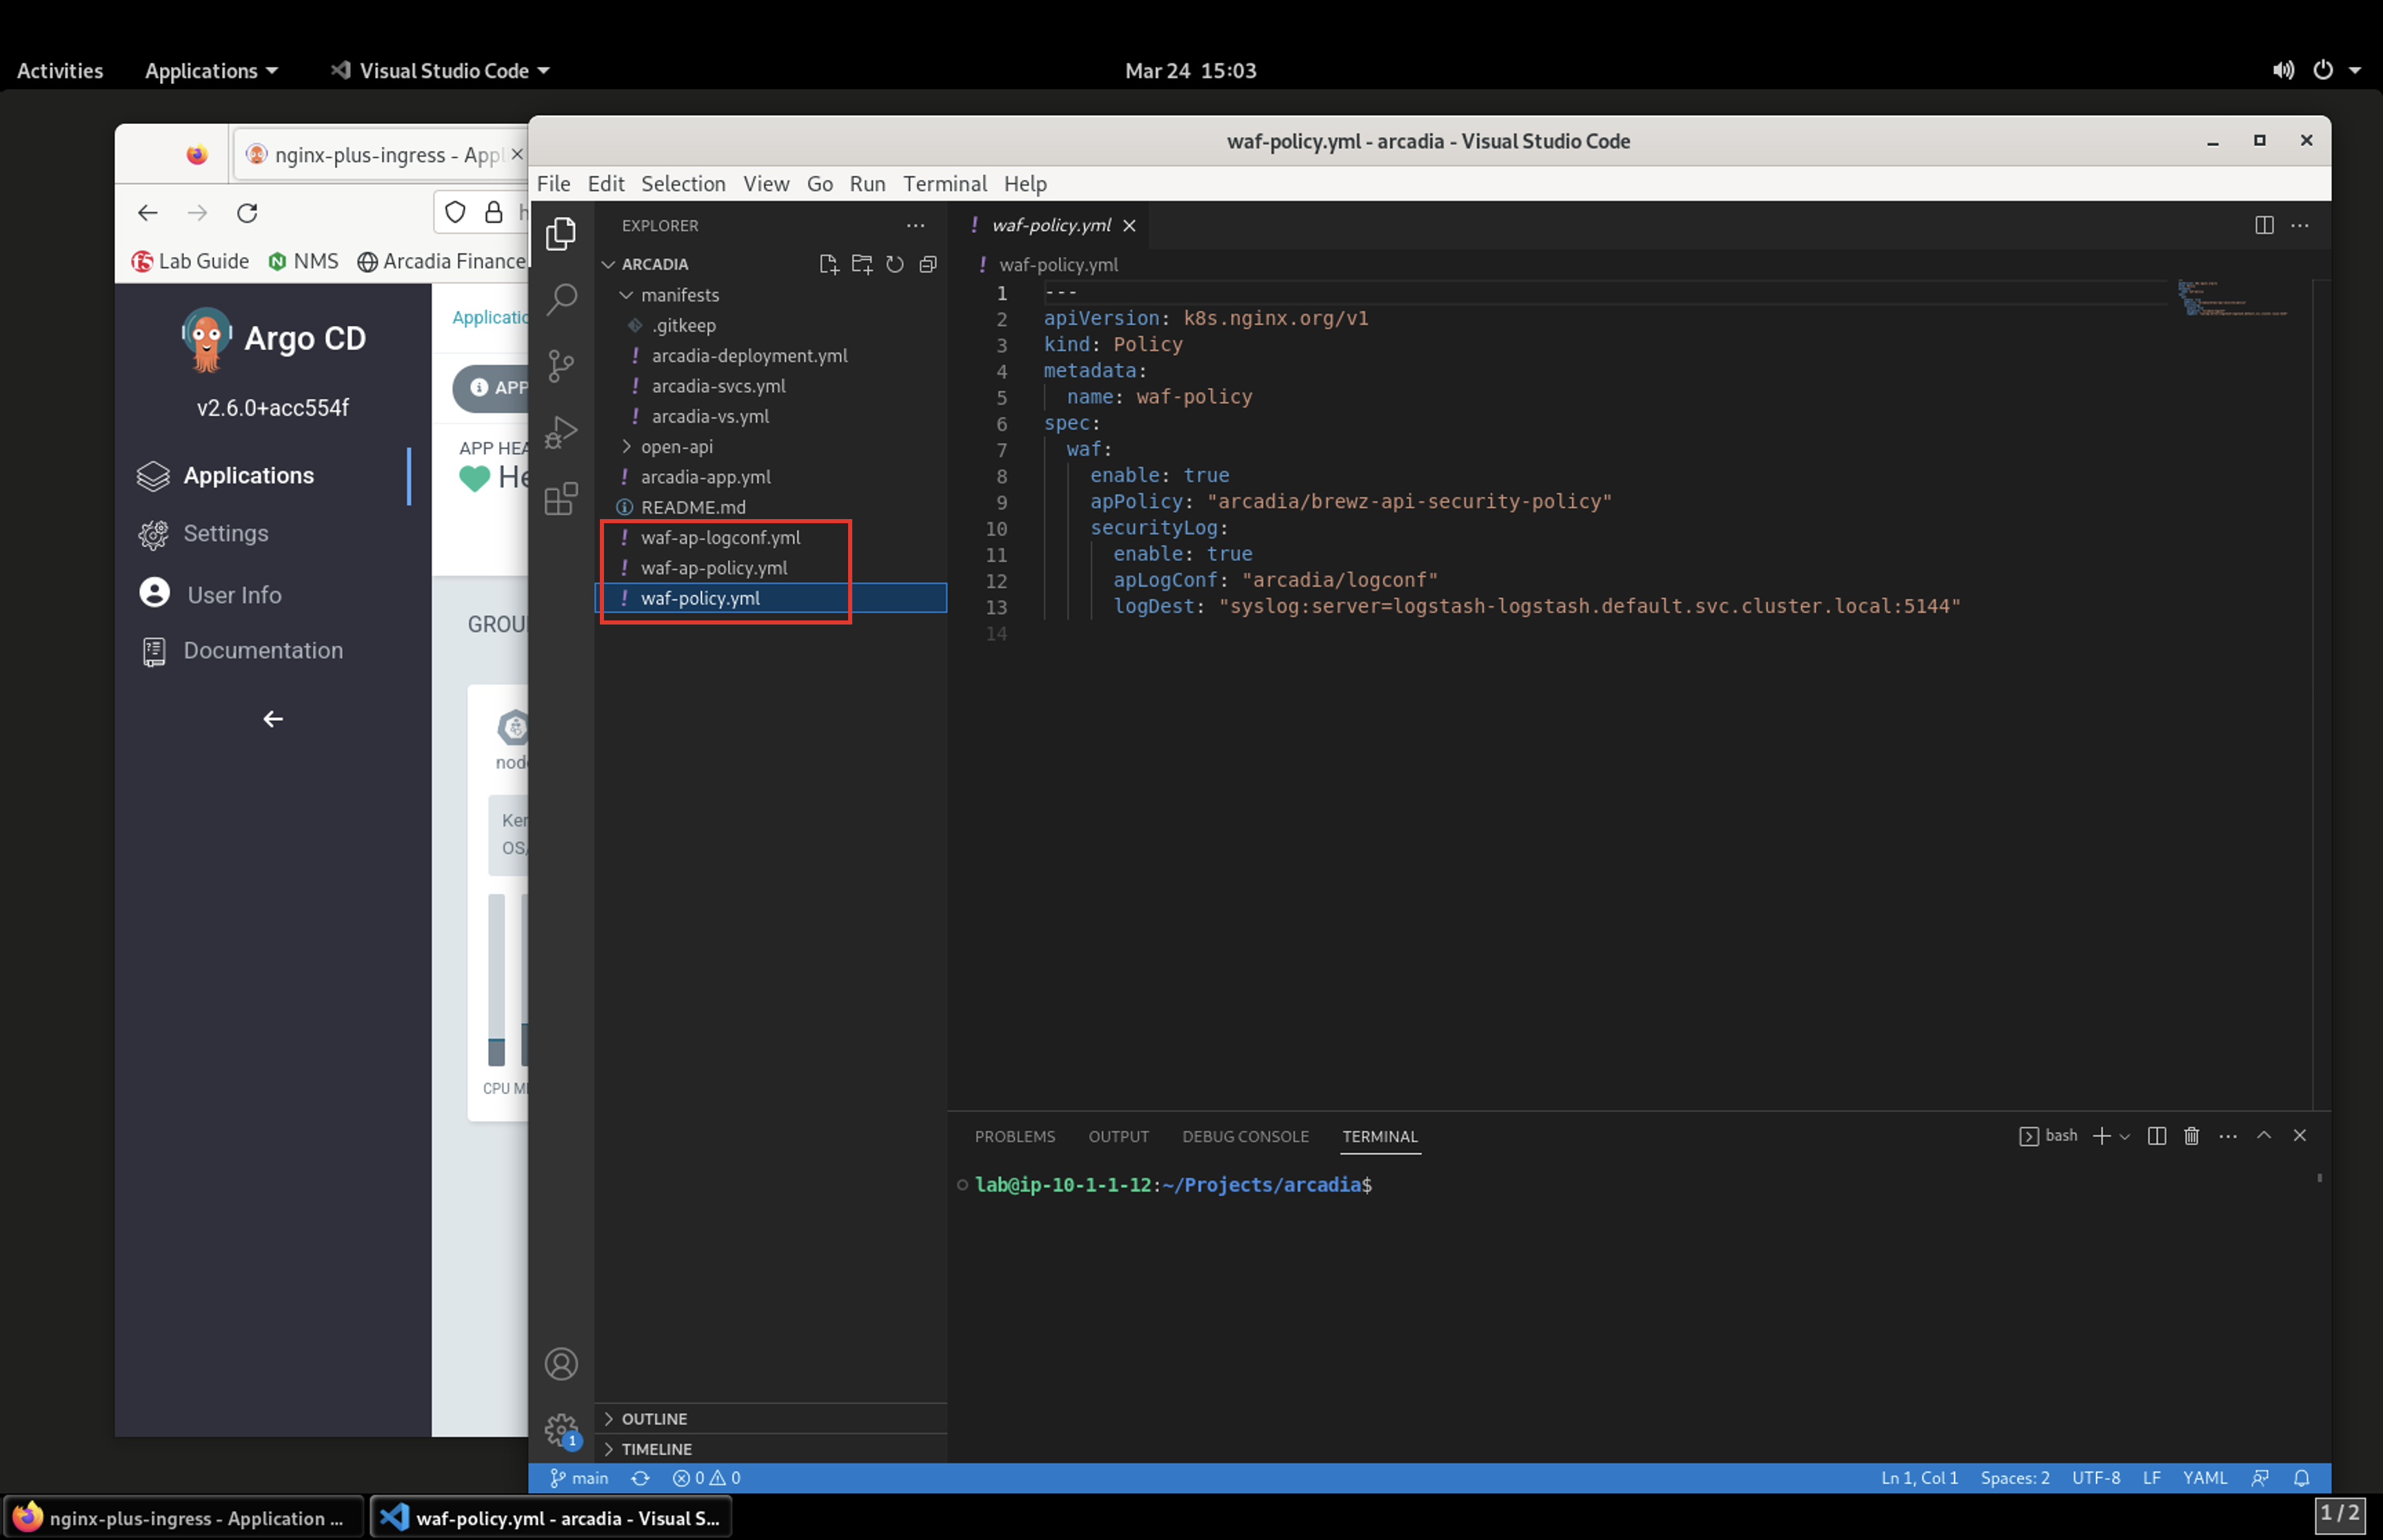 Activities Applications Visual Studio Code Mar 24 15:03
nginx-plus-ingress - Appl
Lab Guide NMS Arcadia Finance
Argo CD
v2.6.0+acc554f
Applications
Settings
User Info
Documentation
Applicatio
APP
APP HEA
He
GROU
node
Ker
OS/
CPU ME
waf-policy.yml - arcadia - Visual Studio Code
File Edit Selection View Go Run Terminal Help
EXPLORER
ARCADIA
manifests
.gitkeep
! arcadia-deployment.yml
! arcadia-svcs.yml
! arcadia-vs.yml
open-api
! arcadia-app.yml
README.md
! waf-ap-logconf.yml
! waf-ap-policy.yml
! waf-policy.yml
OUTLINE
TIMELINE
! waf-policy.yml
! waf-policy.yml
1 ---
2 apiVersion: k8s.nginx.org/v1
3 kind: Policy
4 metadata:
5 name: waf-policy
6 spec:
7 waf:
8 enable: true
9 apPolicy: "arcadia/brewz-api-security-policy"
10 securityLog:
11 enable: true
12 apLogConf: "arcadia/logconf"
13 logDest: "syslog:server=logstash-logstash.default.svc.cluster.local:5144"
14
PROBLEMS OUTPUT DEBUG CONSOLE TERMINAL bash
lab@ip-10-1-1-12:~/Projects/arcadia$
1
main 0 0 Ln 1, Col 1 Spaces: 2 UTF-8 LF YAML
nginx-plus-ingress - Application ... waf-policy.yml - arcadia - Visual S... 1 / 2